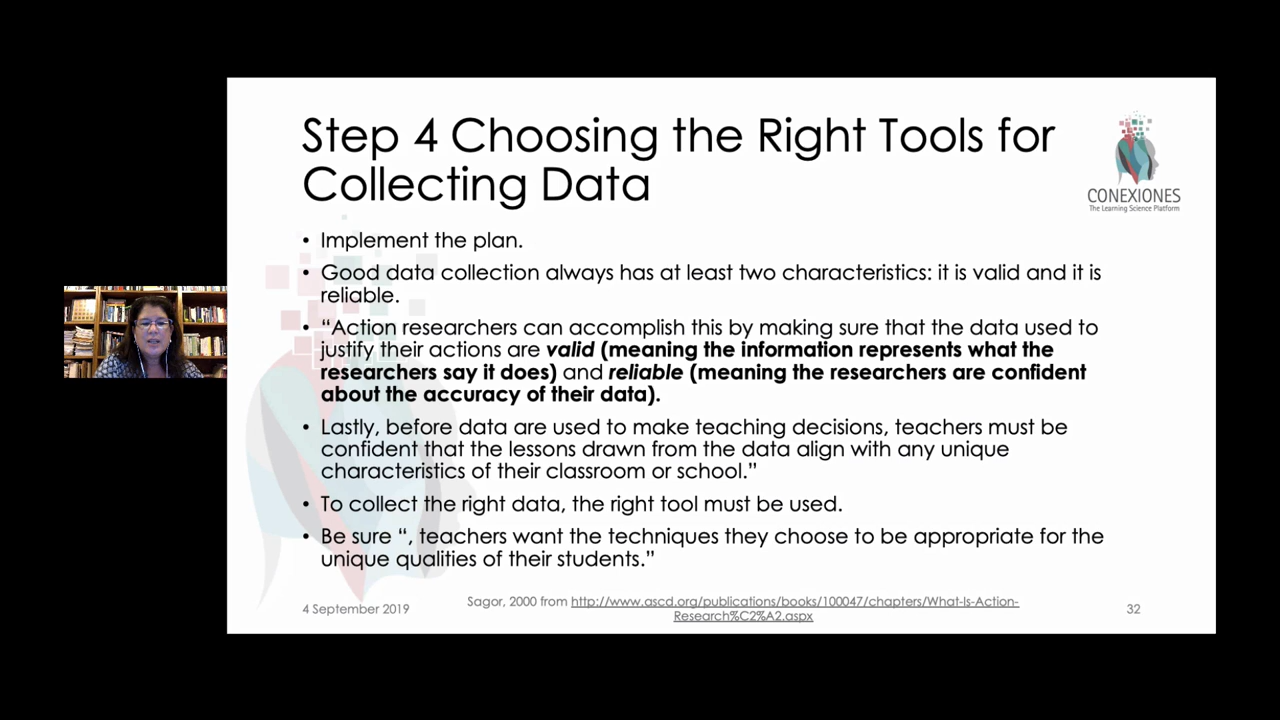 Step 4 Choosing the Right Tools for
Collecting Data
CONEXIONES
The Learning Science Platform
• Implement the plan.
• Good data collection always has at least two characteristics: it is valid and it is
reliable.
• “Action researchers can accomplish this by making sure that the data used to
justify their actions are valid (meaning the information represents what the
researchers say it does) and reliable (meaning the researchers are confident
about the accuracy of their data).
• Lastly, before data are used to make teaching decisions, teachers must be
confident that the lessons drawn from the data align with any unique
characteristics of their classroom or school.”
• To collect the right data, the right tool must be used.
• Be sure “, teachers want the techniques they choose to be appropriate for the
unique qualities of their students.”
4 September 2019
Sagor, 2000 from http://www.ascd.org/publications/books/100047/chapters/What-Is-Action-
Research%C2%A2.aspx
32